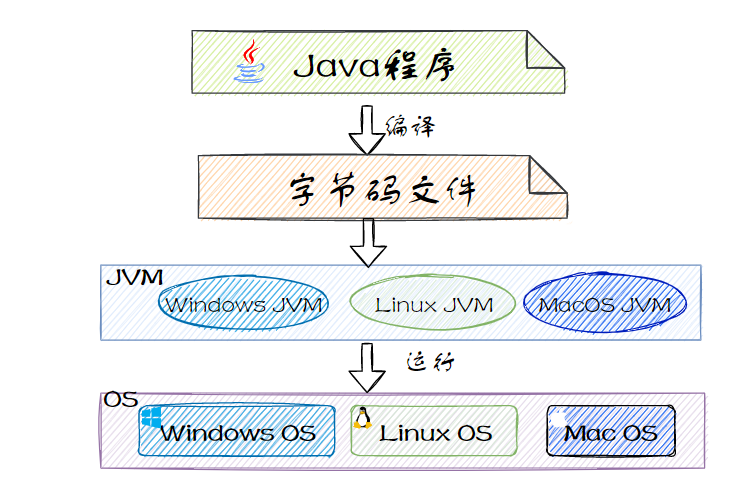 Java程序
编译
字节码文件
JVM
Windows JVM
Linux JVM
MacOS JVM
运行
OS
Windows OS
Linux OS
Mac OS